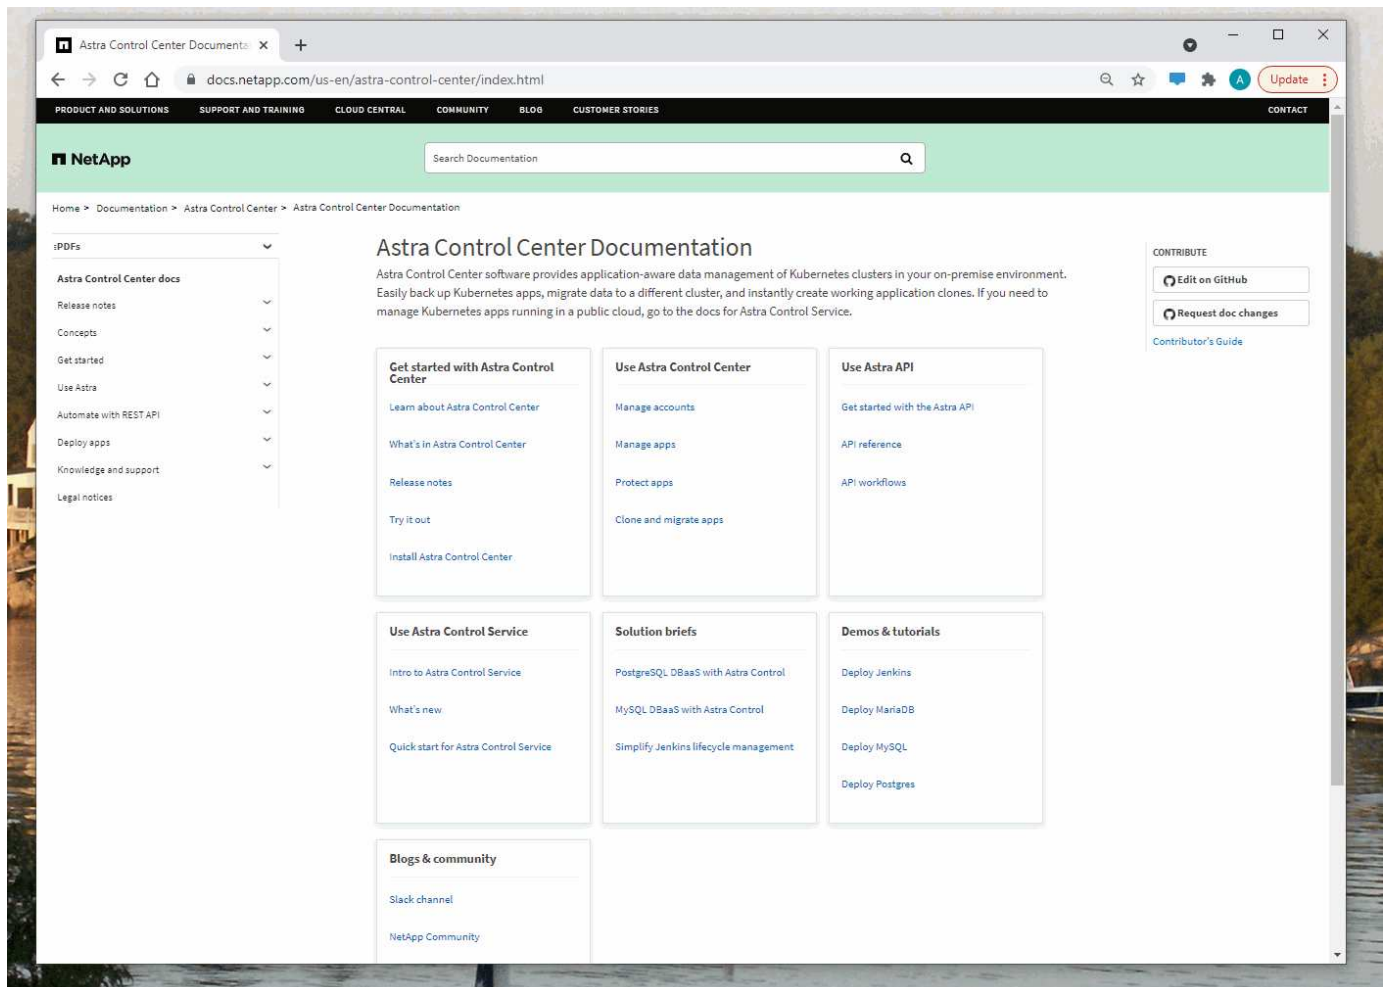 Astra Control Center Documenta
docs.netapp.com/us-en/astra-control-center/index.html
A
Update
PRODUCT AND SOLUTIONS SUPPORT AND TRAINING CLOUD CENTRAL COMMUNITY BLOG CUSTOMER STORIES CONTACT
NetApp
Search Documentation
Home > Documentation > Astra Control Center > Astra Control Center Documentation
PDFs
Astra Control Center docs
Release notes
Concepts
Get started
Use Astra
Automate with REST API
Deploy apps
Knowledge and support
Legal notices
Astra Control Center Documentation
Astra Control Center software provides application-aware data management of Kubernetes clusters in your on-premise environment.
Easily back up Kubernetes apps, migrate data to a different cluster, and instantly create working application clones. If you need to
manage Kubernetes apps running in a public cloud, go to the docs for Astra Control Service.
Get started with Astra Control
Center
Learn about Astra Control Center
What's in Astra Control Center
Release notes
Try it out
Install Astra Control Center
Use Astra Control Center
Manage accounts
Manage apps
Protect apps
Clone and migrate apps
Use Astra API
Get started with the Astra API
API reference
API workflows
Use Astra Control Service
Intro to Astra Control Service
What's new
Quick start for Astra Control Service
Solution briefs
PostgreSQL DBaaS with Astra Control
MySQL DBaaS with Astra Control
Simplify Jenkins lifecycle management
Demos & tutorials
Deploy Jenkins
Deploy MariaDB
Deploy MySQL
Deploy Postgres
Blogs & community
Slack channel
NetApp Community
CONTRIBUTE
Edit on GitHub
Request doc changes
Contributor's Guide